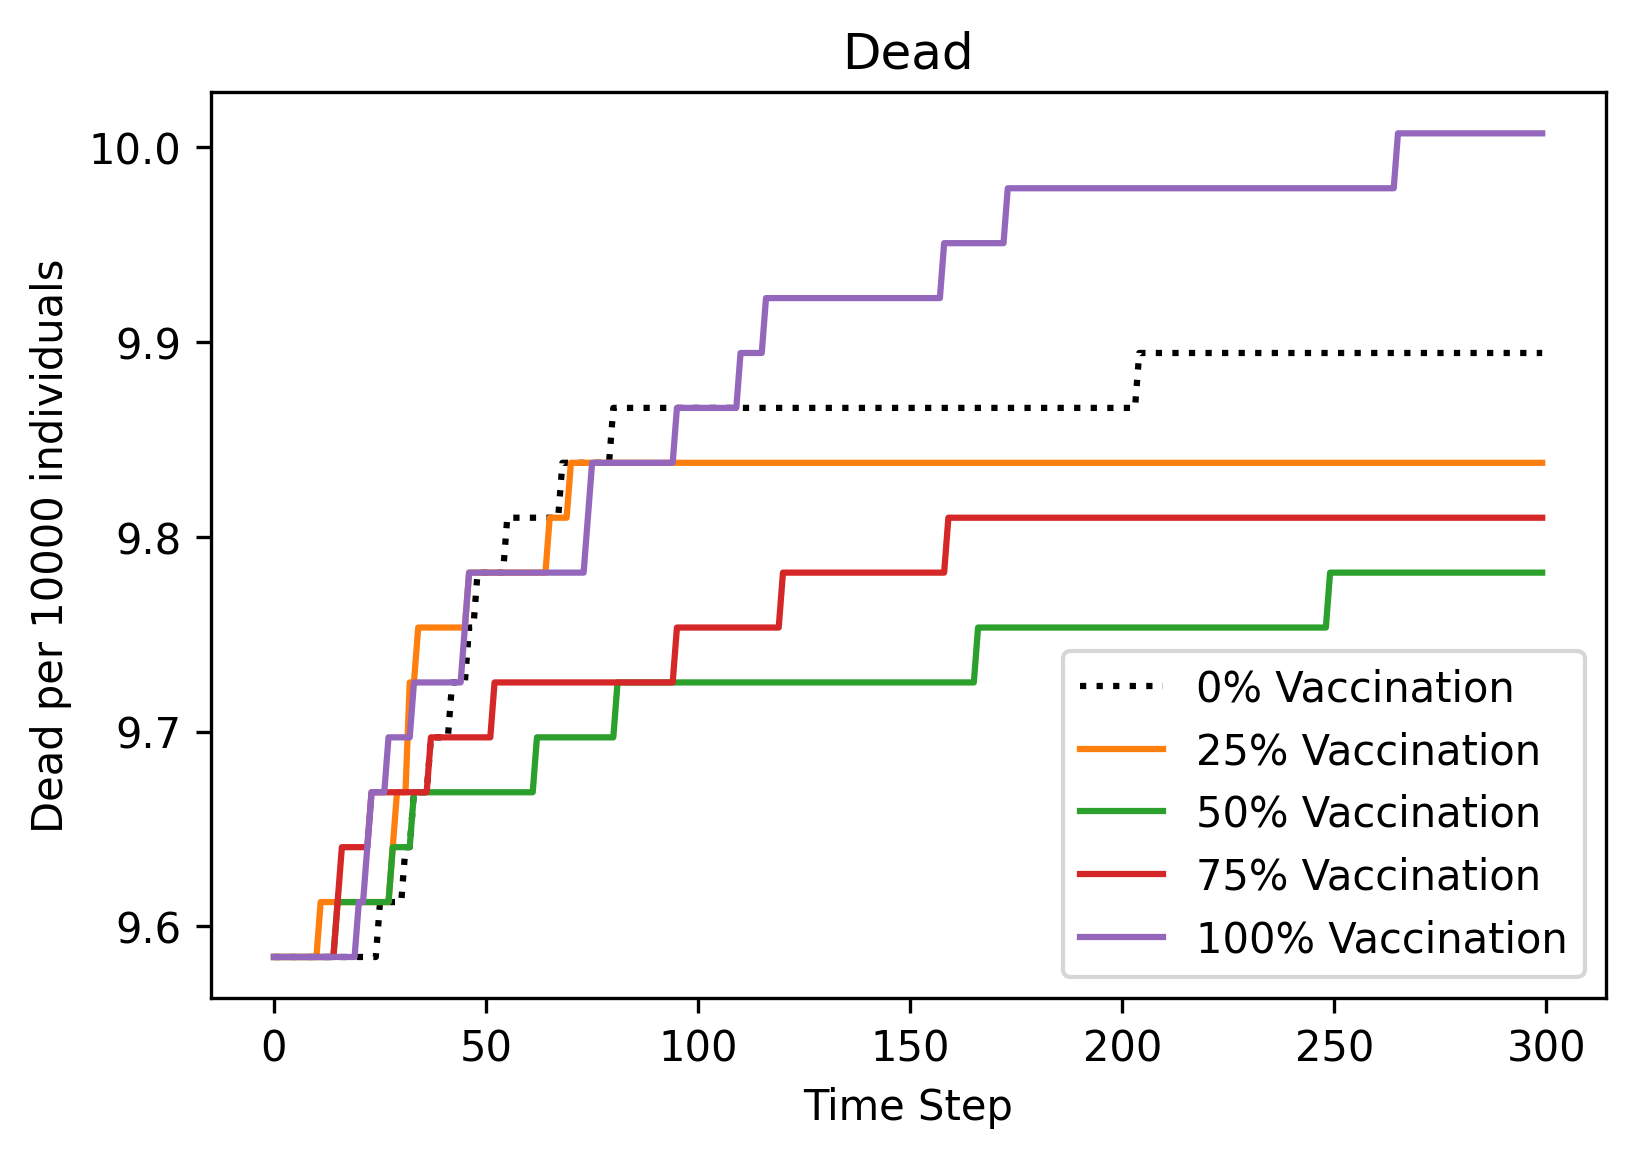 Dead
Dead per 10000 individuals
10.0
9.9
9.8
9.7
9.6
0% Vaccination
25% Vaccination
50% Vaccination
75% Vaccination
100% Vaccination
0 50 100 150 200 250 300
Time Step